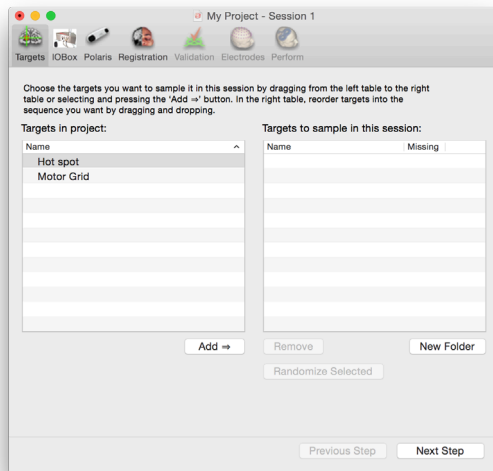 My Project - Session 1
Targets IOBox Polaris Registration Validation Electrodes Perform
Choose the targets you want to sample it in this session by dragging from the left table to the right
table or selecting and pressing the 'Add ⇒' button. In the right table, reorder targets into the
sequence you want by dragging and dropping.
Targets in project:
Name
Hot spot
Motor Grid
Add ⇒
Targets to sample in this session:
Name Missing
Remove New Folder
Randomize Selected
Previous Step Next Step